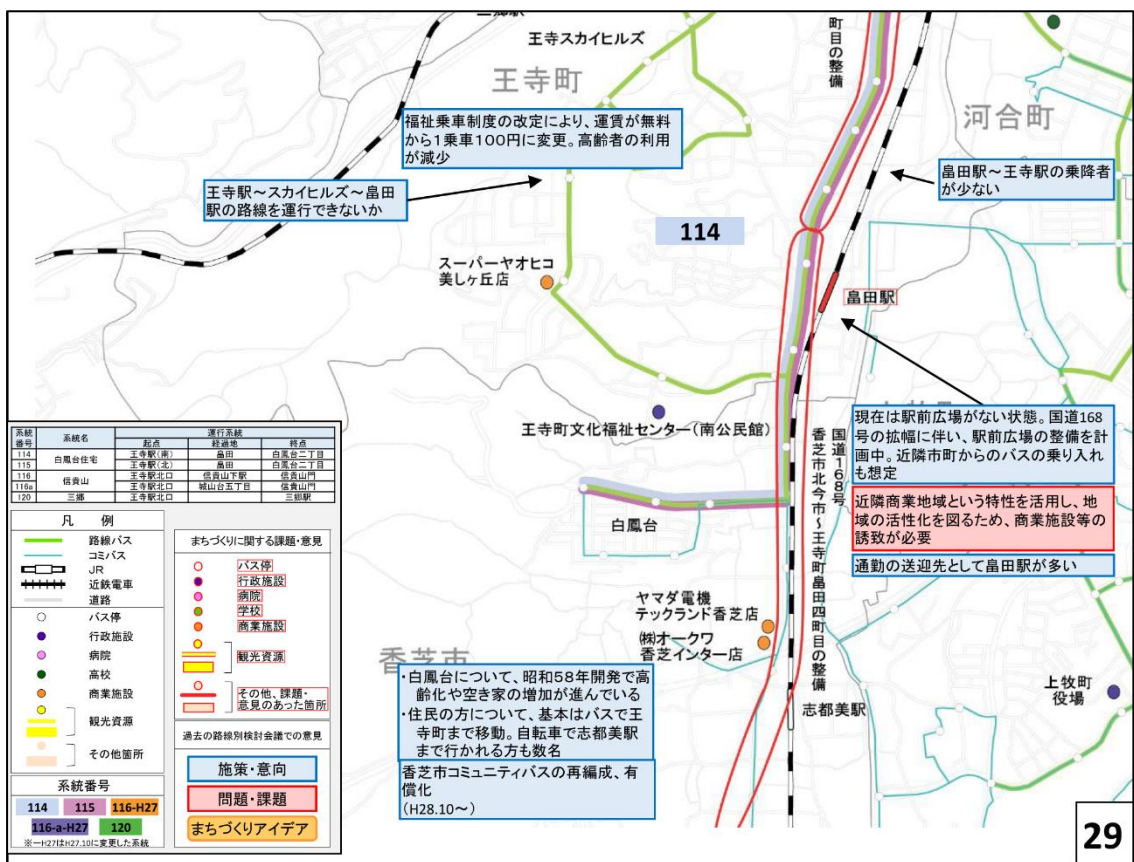 三郷駅
王寺スカイヒルズ
王寺町
町目の整備
河合町
福祉乗車制度の改定により、運賃が無料
から1乗車100円に変更。高齢者の利用
が減少
王寺駅~スカイヒルズ~畠田
駅の路線を運行できないか
畠田駅~王寺駅の乗降者
が少ない
114
スーパーヤオヒコ
美しヶ丘店
畠田駅
王寺町文化福祉センター(南公民館)
現在は駅前広場がない状態。国道168
号の拡幅に伴い、駅前広場の整備を計
画中。近隣市町からのバスの乗り入れ
も想定
近隣商業地域という特性を活用し、地
域の活性化を図るため、商業施設等の
誘致が必要
通勤の送迎先として畠田駅が多い
国道168号
香芝市北今市~王寺町畠田四町目の整備
白鳳台
ヤマダ電機
テックランド香芝店
㈱オークワ
香芝インター店
香芝市
志都美駅
上牧町
役場
・白鳳台について、昭和58年開発で高
齢化や空き家の増加が進んでいる
・住民の方について、基本はバスで王
寺町まで移動。自転車で志都美駅
まで行かれる方も数名
香芝市コミュニティバスの再編成、有
償化
(H28.10~)
系統番号 系統名 運行系統
起点 経過地 終点
114 白鳳台住宅 王寺駅(南) 畠田 白鳳台二丁目
115 王寺駅(北) 畠田 白鳳台二丁目
116 信貴山 王寺駅北口 信貴山下駅 信貴山門
116a 王寺駅北口 城山台五丁目 信貴山門
120 三郷 王寺駅北口 三郷駅
凡 例
路線バス
コミバス
JR
近鉄電車
道路
バス停
行政施設
病院
高校
商業施設
観光資源
その他箇所
まちづくりに関する課題・意見
バス停
行政施設
病院
学校
商業施設
観光資源
その他、課題・
意見のあった箇所
過去の路線別検討会議での意見
施策・意向
問題・課題
まちづくりアイデア
系統番号
114 115 116-H27
116-a-H27 120
※ーH27はH27.10に変更した系統
29